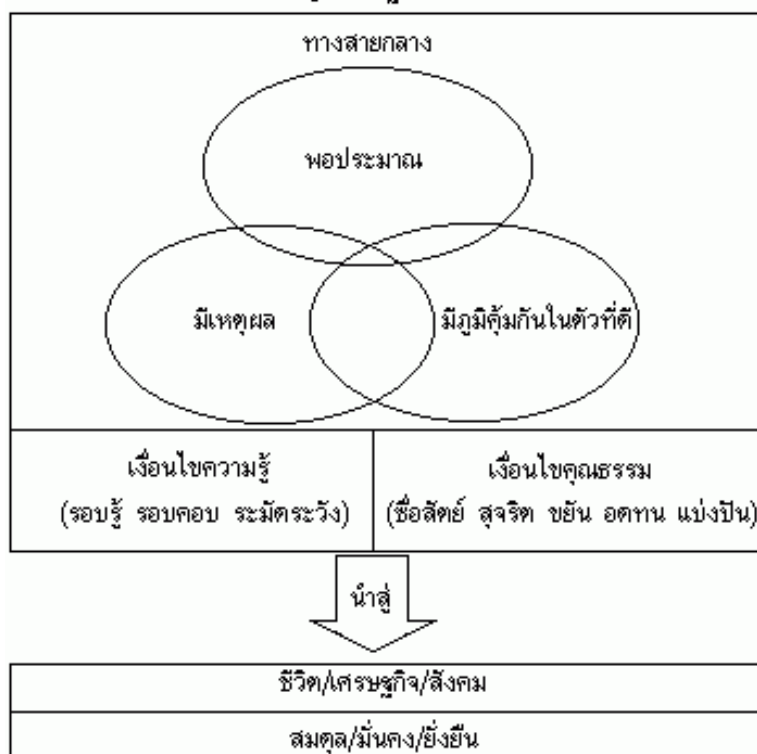 ทางสายกลาง
พอประมาณ
มีเหตุผล
มีภูมิคุ้มกันในตัวที่ดี
เงื่อนไขความรู้
(รอบรู้ รอบคอบ ระมัดระวัง)
เงื่อนไขคุณธรรม
(ซื่อสัตย์ สุจริต ขยัน อดทน แบ่งปัน)
นำสู่
ชีวิต/เศรษฐกิจ/สังคม
สมดุล/มั่นคง/ยั่งยืน